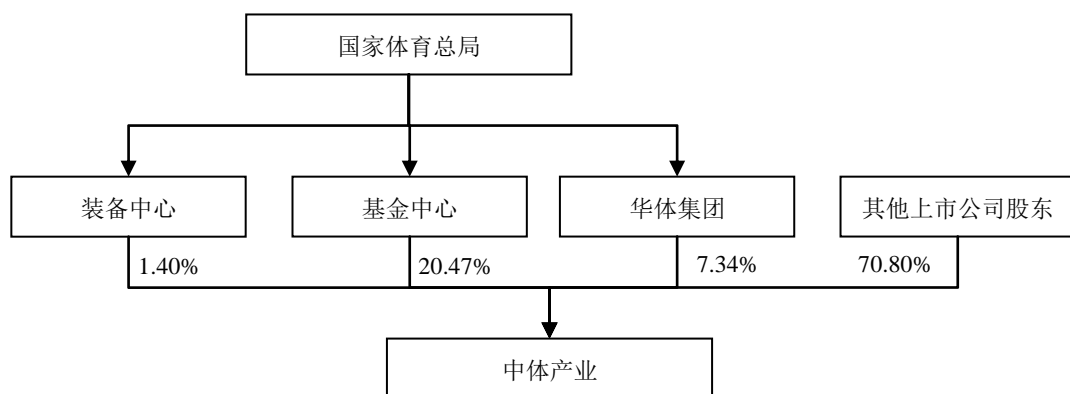 国家体育总局
装备中心
基金中心
华体集团
其他上市公司股东
1.40%
20.47%
7.34%
70.80%
中体产业